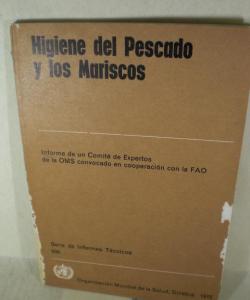 Higiene del Pescado
y los Mariscos
Informe de un Comité de Expertos
de la OMS convocado en cooperación con la FAO
Serie de Informes Técnicos
Organización Mundial de la Salud, Ginebra